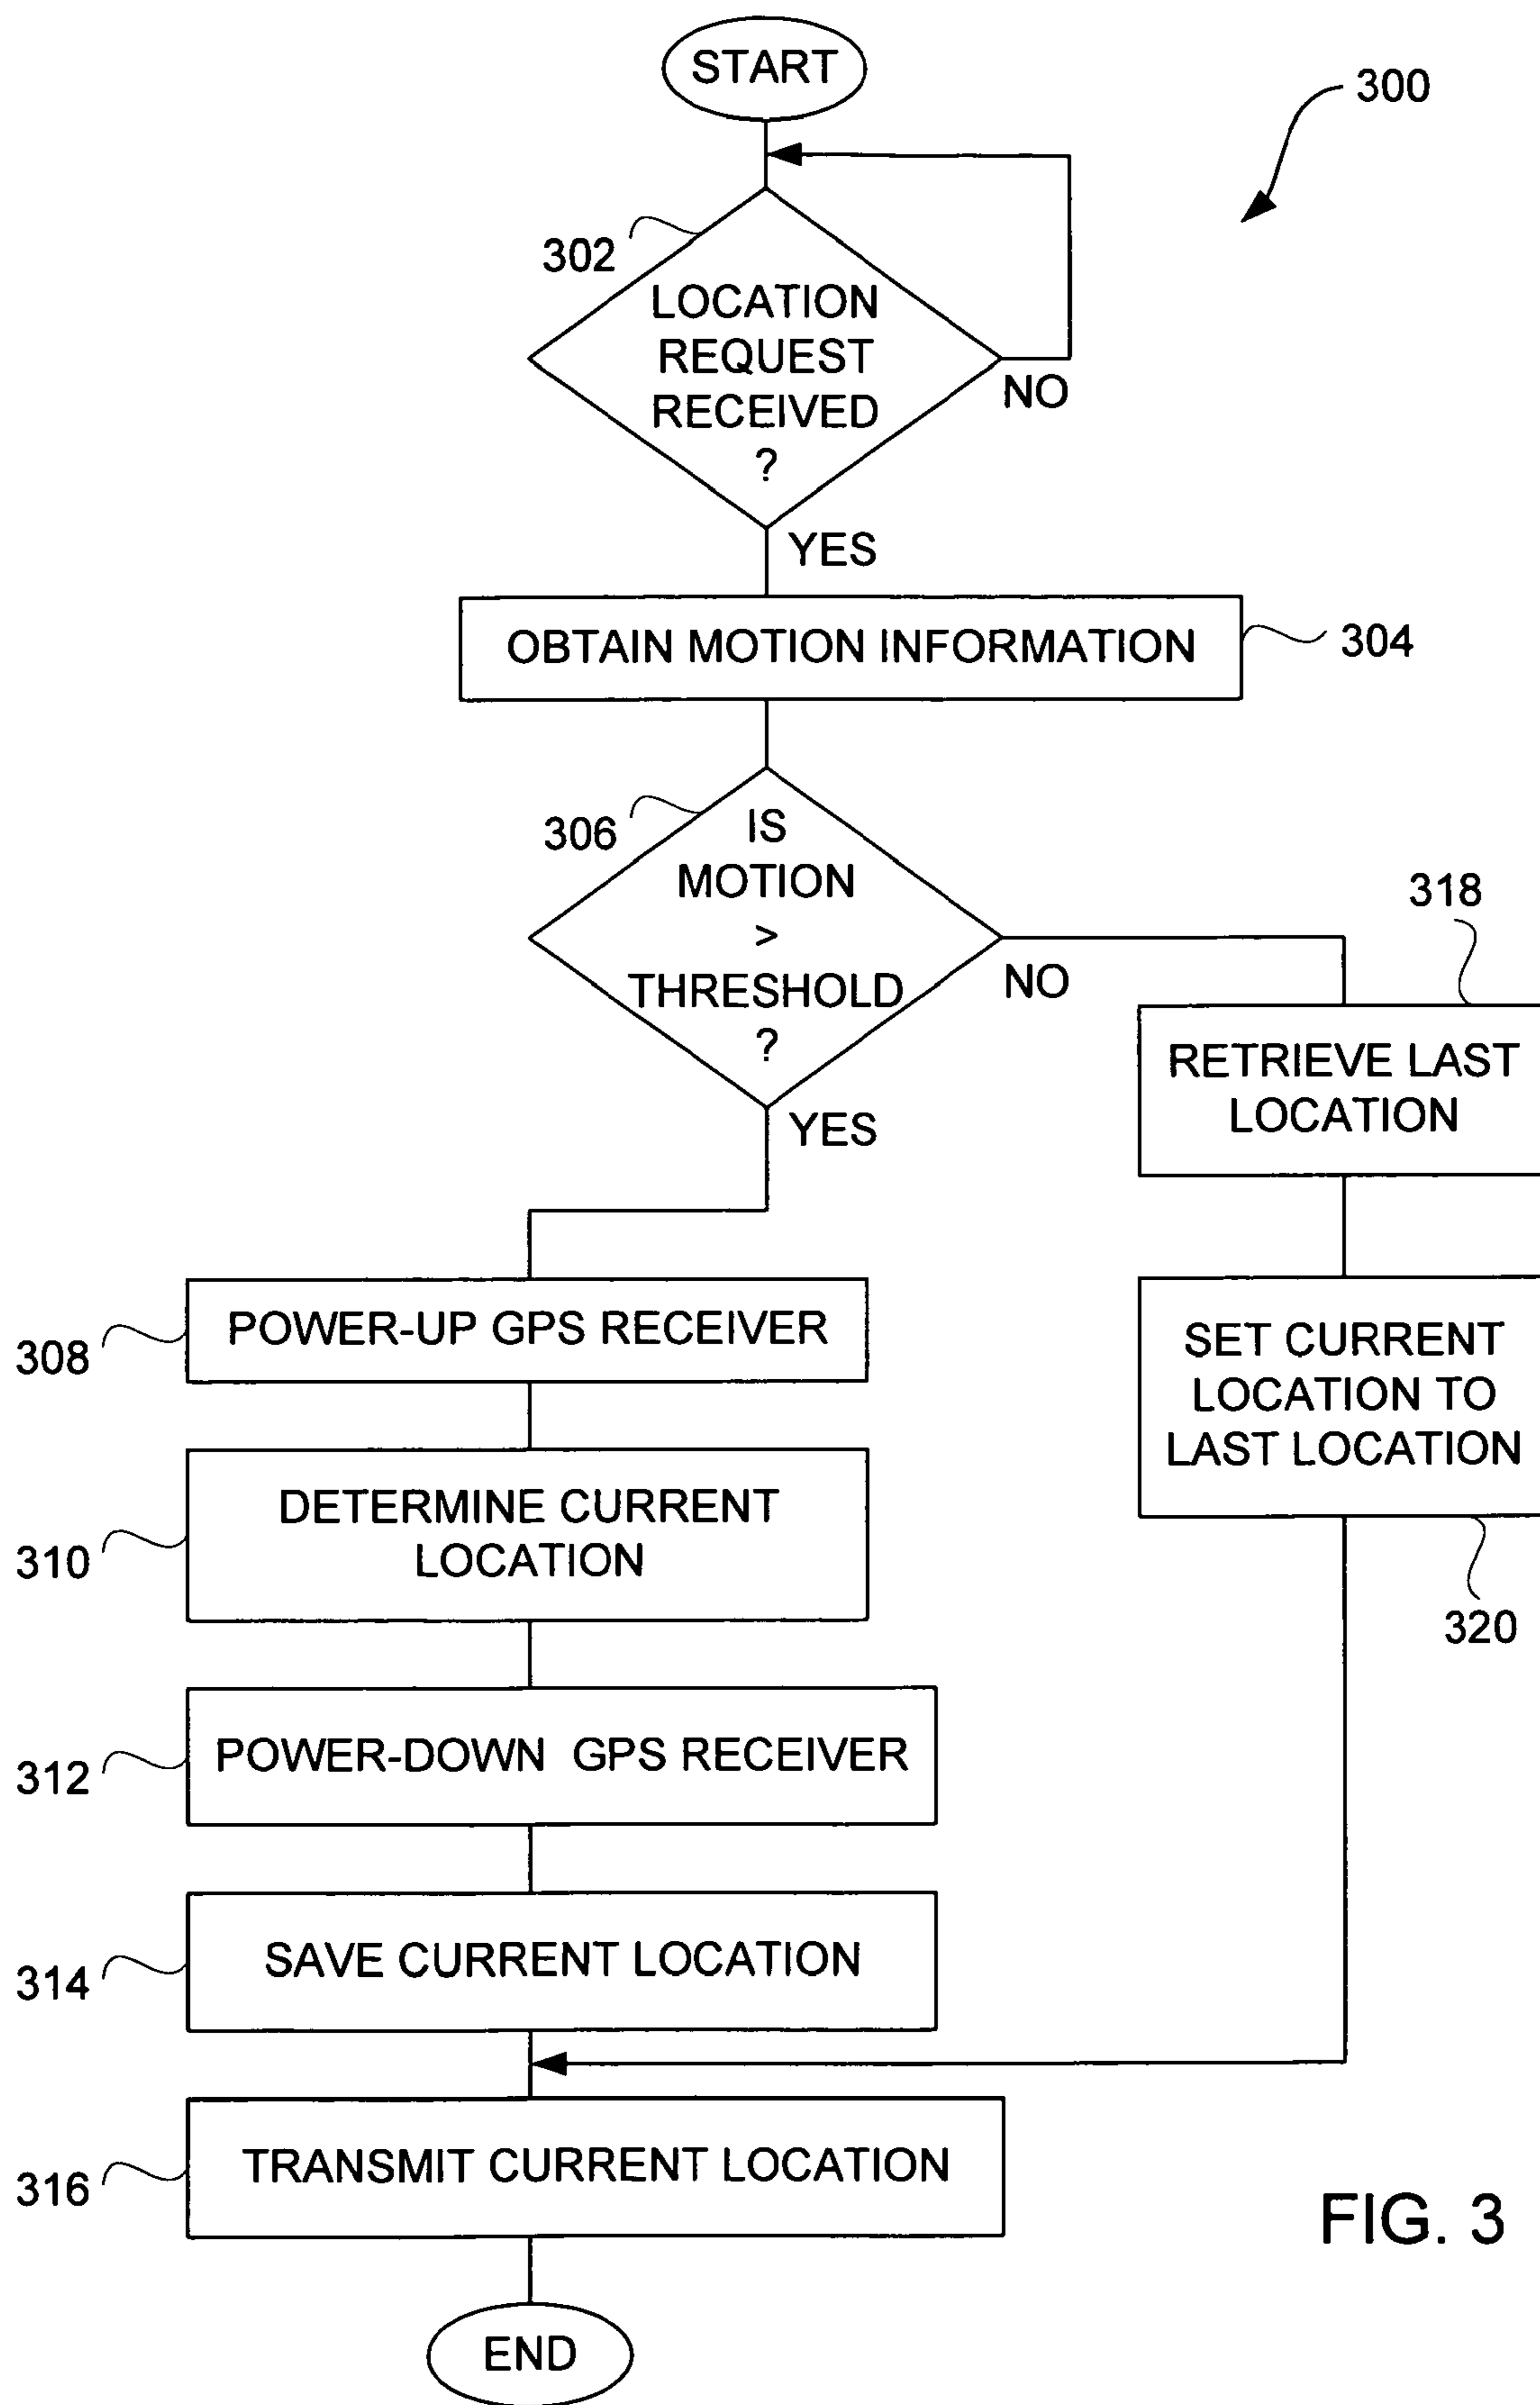 START
300
302
LOCATION
REQUEST
RECEIVED
?
NO
YES
OBTAIN MOTION INFORMATION
304
306
IS
MOTION
>
THRESHOLD
?
NO
YES
318
RETRIEVE LAST
LOCATION
SET CURRENT
LOCATION TO
LAST LOCATION
320
POWER-UP GPS RECEIVER
308
DETERMINE CURRENT
LOCATION
310
POWER-DOWN GPS RECEIVER
312
SAVE CURRENT LOCATION
314
TRANSMIT CURRENT LOCATION
316
FIG. 3
END